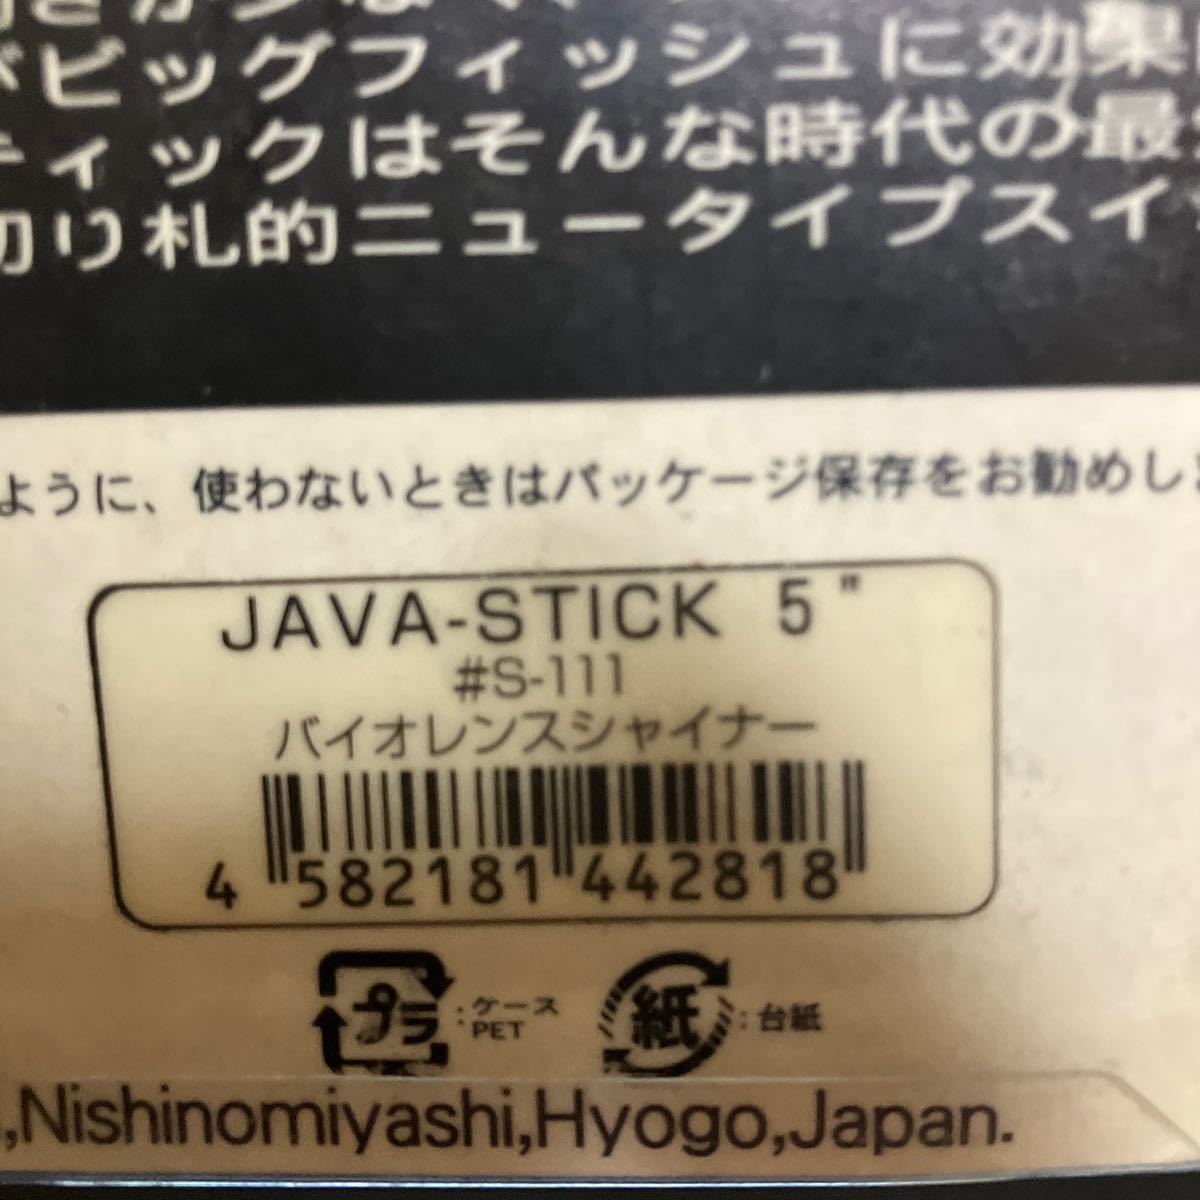 ビッグフィッシュに効果
ィックはそんな時代の最
切り札的ニュータイプスイ
ように、使わないときはパッケージ保存をお勧めしま
JAVA-STICK 5"
#S-111
バイオレンスシャイナー
4 582181 442818
プラ:ケース
PET
紙:台紙
,Nishinomiyashi,Hyogo,Japan.